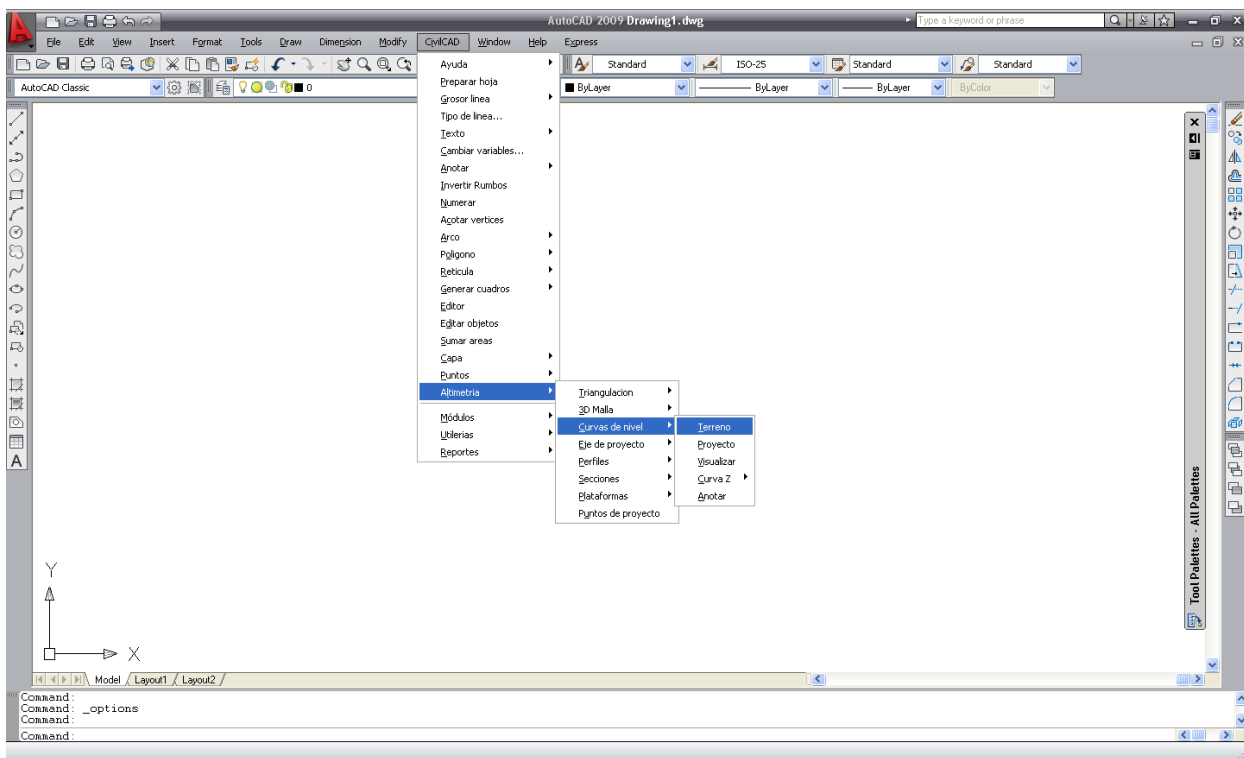 AutoCAD 2009 Drawing1.dwg
Type a keyword or phrase
File Edit View Insert Format Tools Draw Dimension Modify CivilCAD Window Help Express
Standard ISO-25 Standard Standard
AutoCAD Classic 0 ByLayer ByLayer ByLayer ByColor
Ayuda
Preparar hoja
Grosor linea
Tipo de linea...
Texto
Cambiar variables...
Anotar
Invertir Rumbos
Numerar
Acotar vertices
Arco
Poligono
Reticula
Generar cuadros
Editor
Editar objetos
Sumar areas
Capa
Puntos
Altimetria
Módulos
Utilerias
Reportes
Triangulacion
3D Malla
Curvas de nivel
Eje de proyecto
Perfiles
Secciones
Plataformas
Puntos de proyecto
Terreno
Proyecto
Visualizar
Curva Z
Anotar
A
Tool Palettes - All Palettes
Y
X
Model Layout1 Layout2
Command:
Command: _options
Command:
Command: